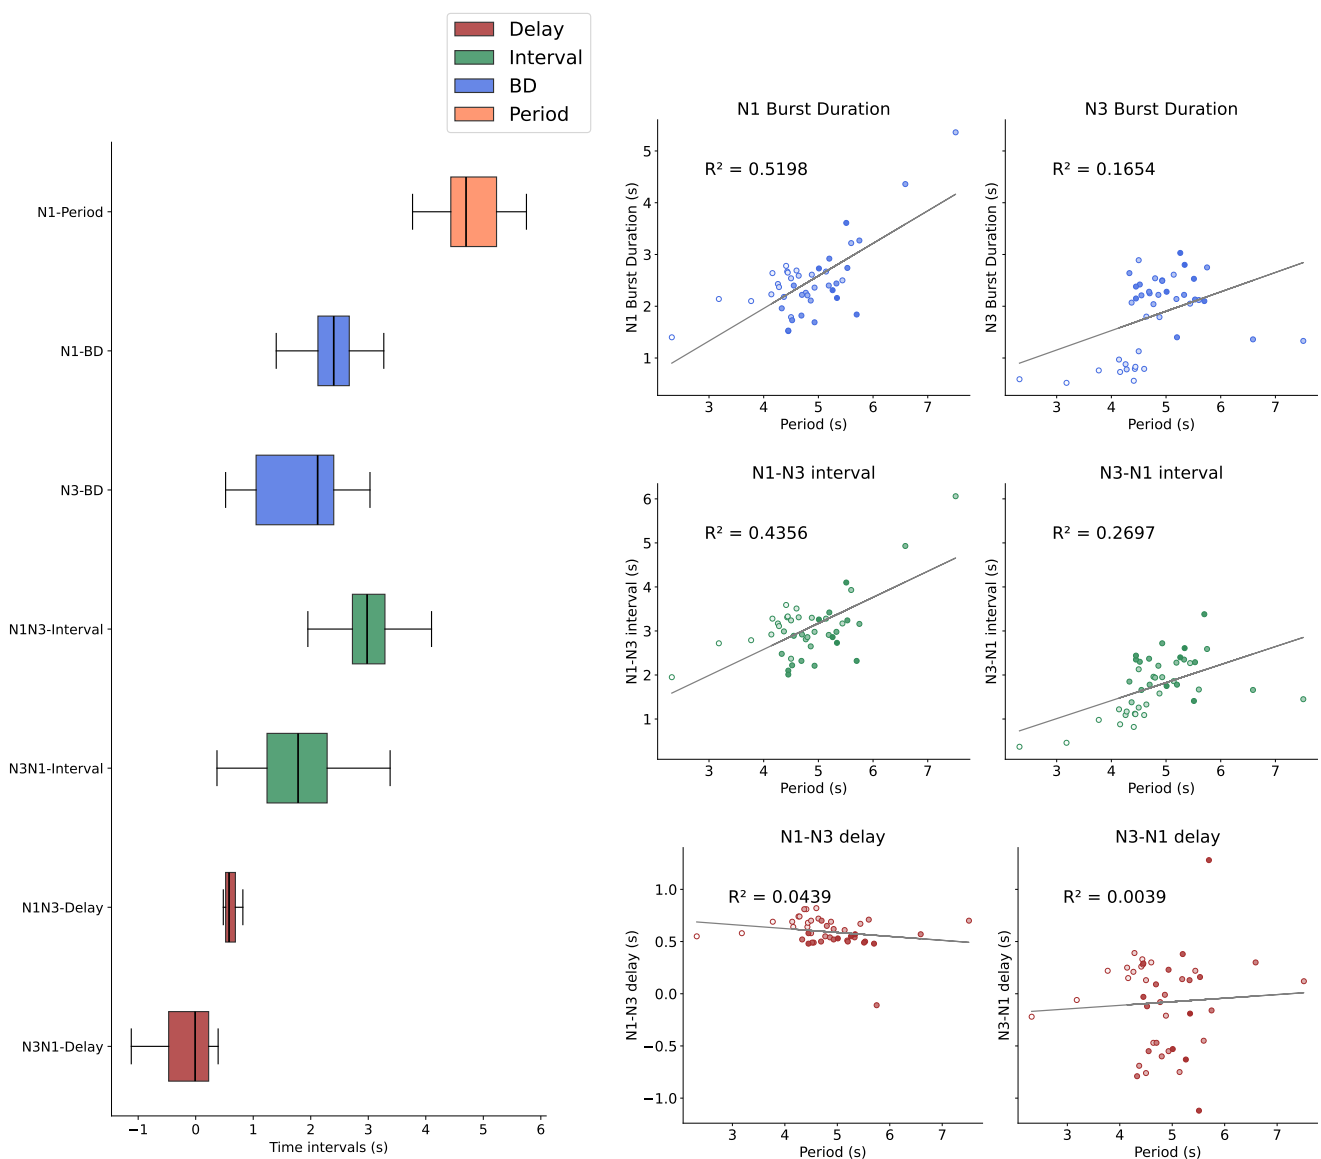 Delay
Interval
BD
Period
N1-Period
N1-BD
N3-BD
N1N3-Interval
N3N1-Interval
N1N3-Delay
N3N1-Delay
−1 0 1 2 3 4 5 6
Time intervals (s)
N1 Burst Duration
R² = 0.5198
N1 Burst Duration (s)
5
4
3
2
1
3 4 5 6 7
Period (s)
N3 Burst Duration
R² = 0.1654
N3 Burst Duration (s)
3 4 5 6 7
Period (s)
N1-N3 interval
R² = 0.4356
N1-N3 interval (s)
6
5
4
3
2
1
3 4 5 6 7
Period (s)
N3-N1 interval
R² = 0.2697
N3-N1 interval (s)
3 4 5 6 7
Period (s)
N1-N3 delay
R² = 0.0439
N1-N3 delay (s)
1.0
0.5
0.0
−0.5
−1.0
3 4 5 6 7
Period (s)
N3-N1 delay
R² = 0.0039
N3-N1 delay (s)
3 4 5 6 7
Period (s)